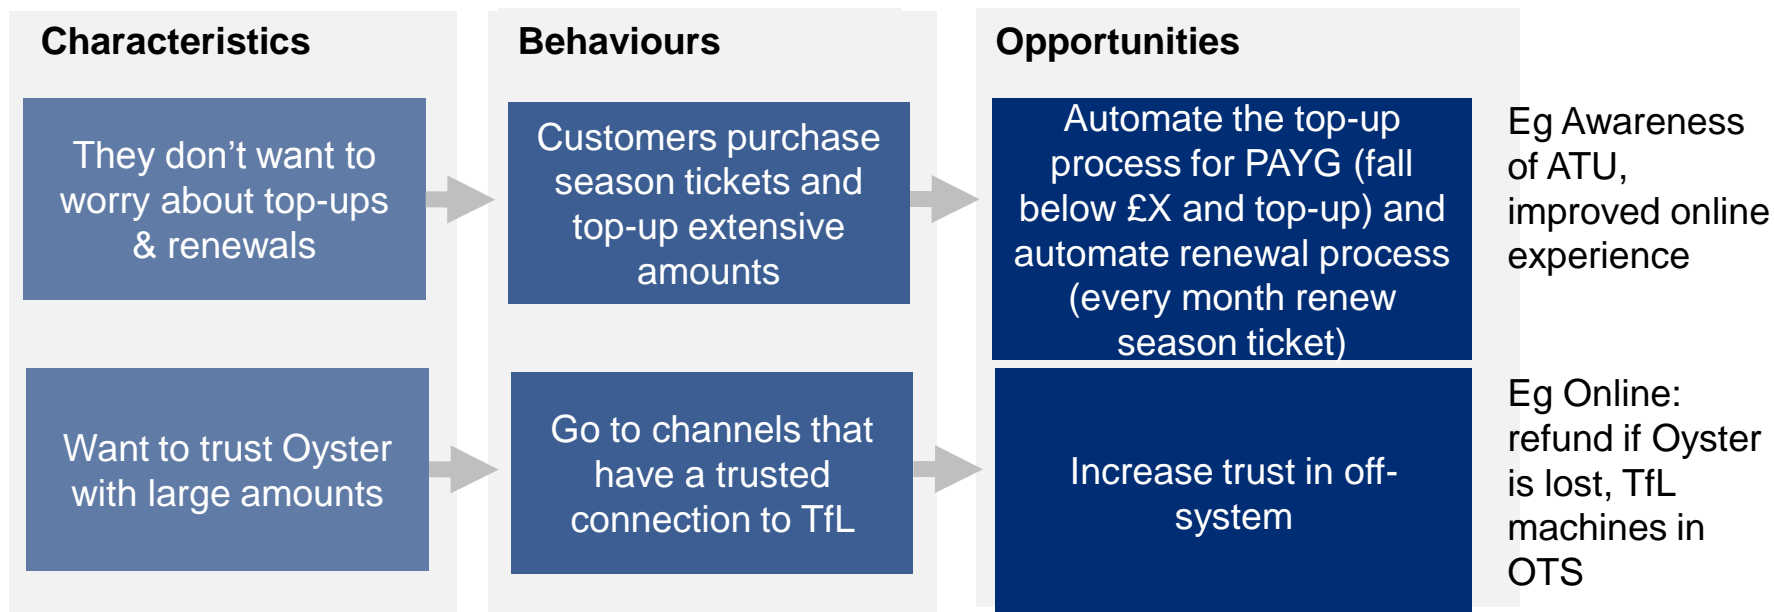 Characteristics
Behaviours
Opportunities
They don’t want to
worry about top-ups
& renewals
Customers purchase
season tickets and
top-up extensive
amounts
Automate the top-up
process for PAYG (fall
below £X and top-up) and
automate renewal process
(every month renew
season ticket)
Eg Awareness
of ATU,
improved online
experience
Want to trust Oyster
with large amounts
Go to channels that
have a trusted
connection to TfL
Increase trust in off-
system
Eg Online:
refund if Oyster
is lost, TfL
machines in
OTS